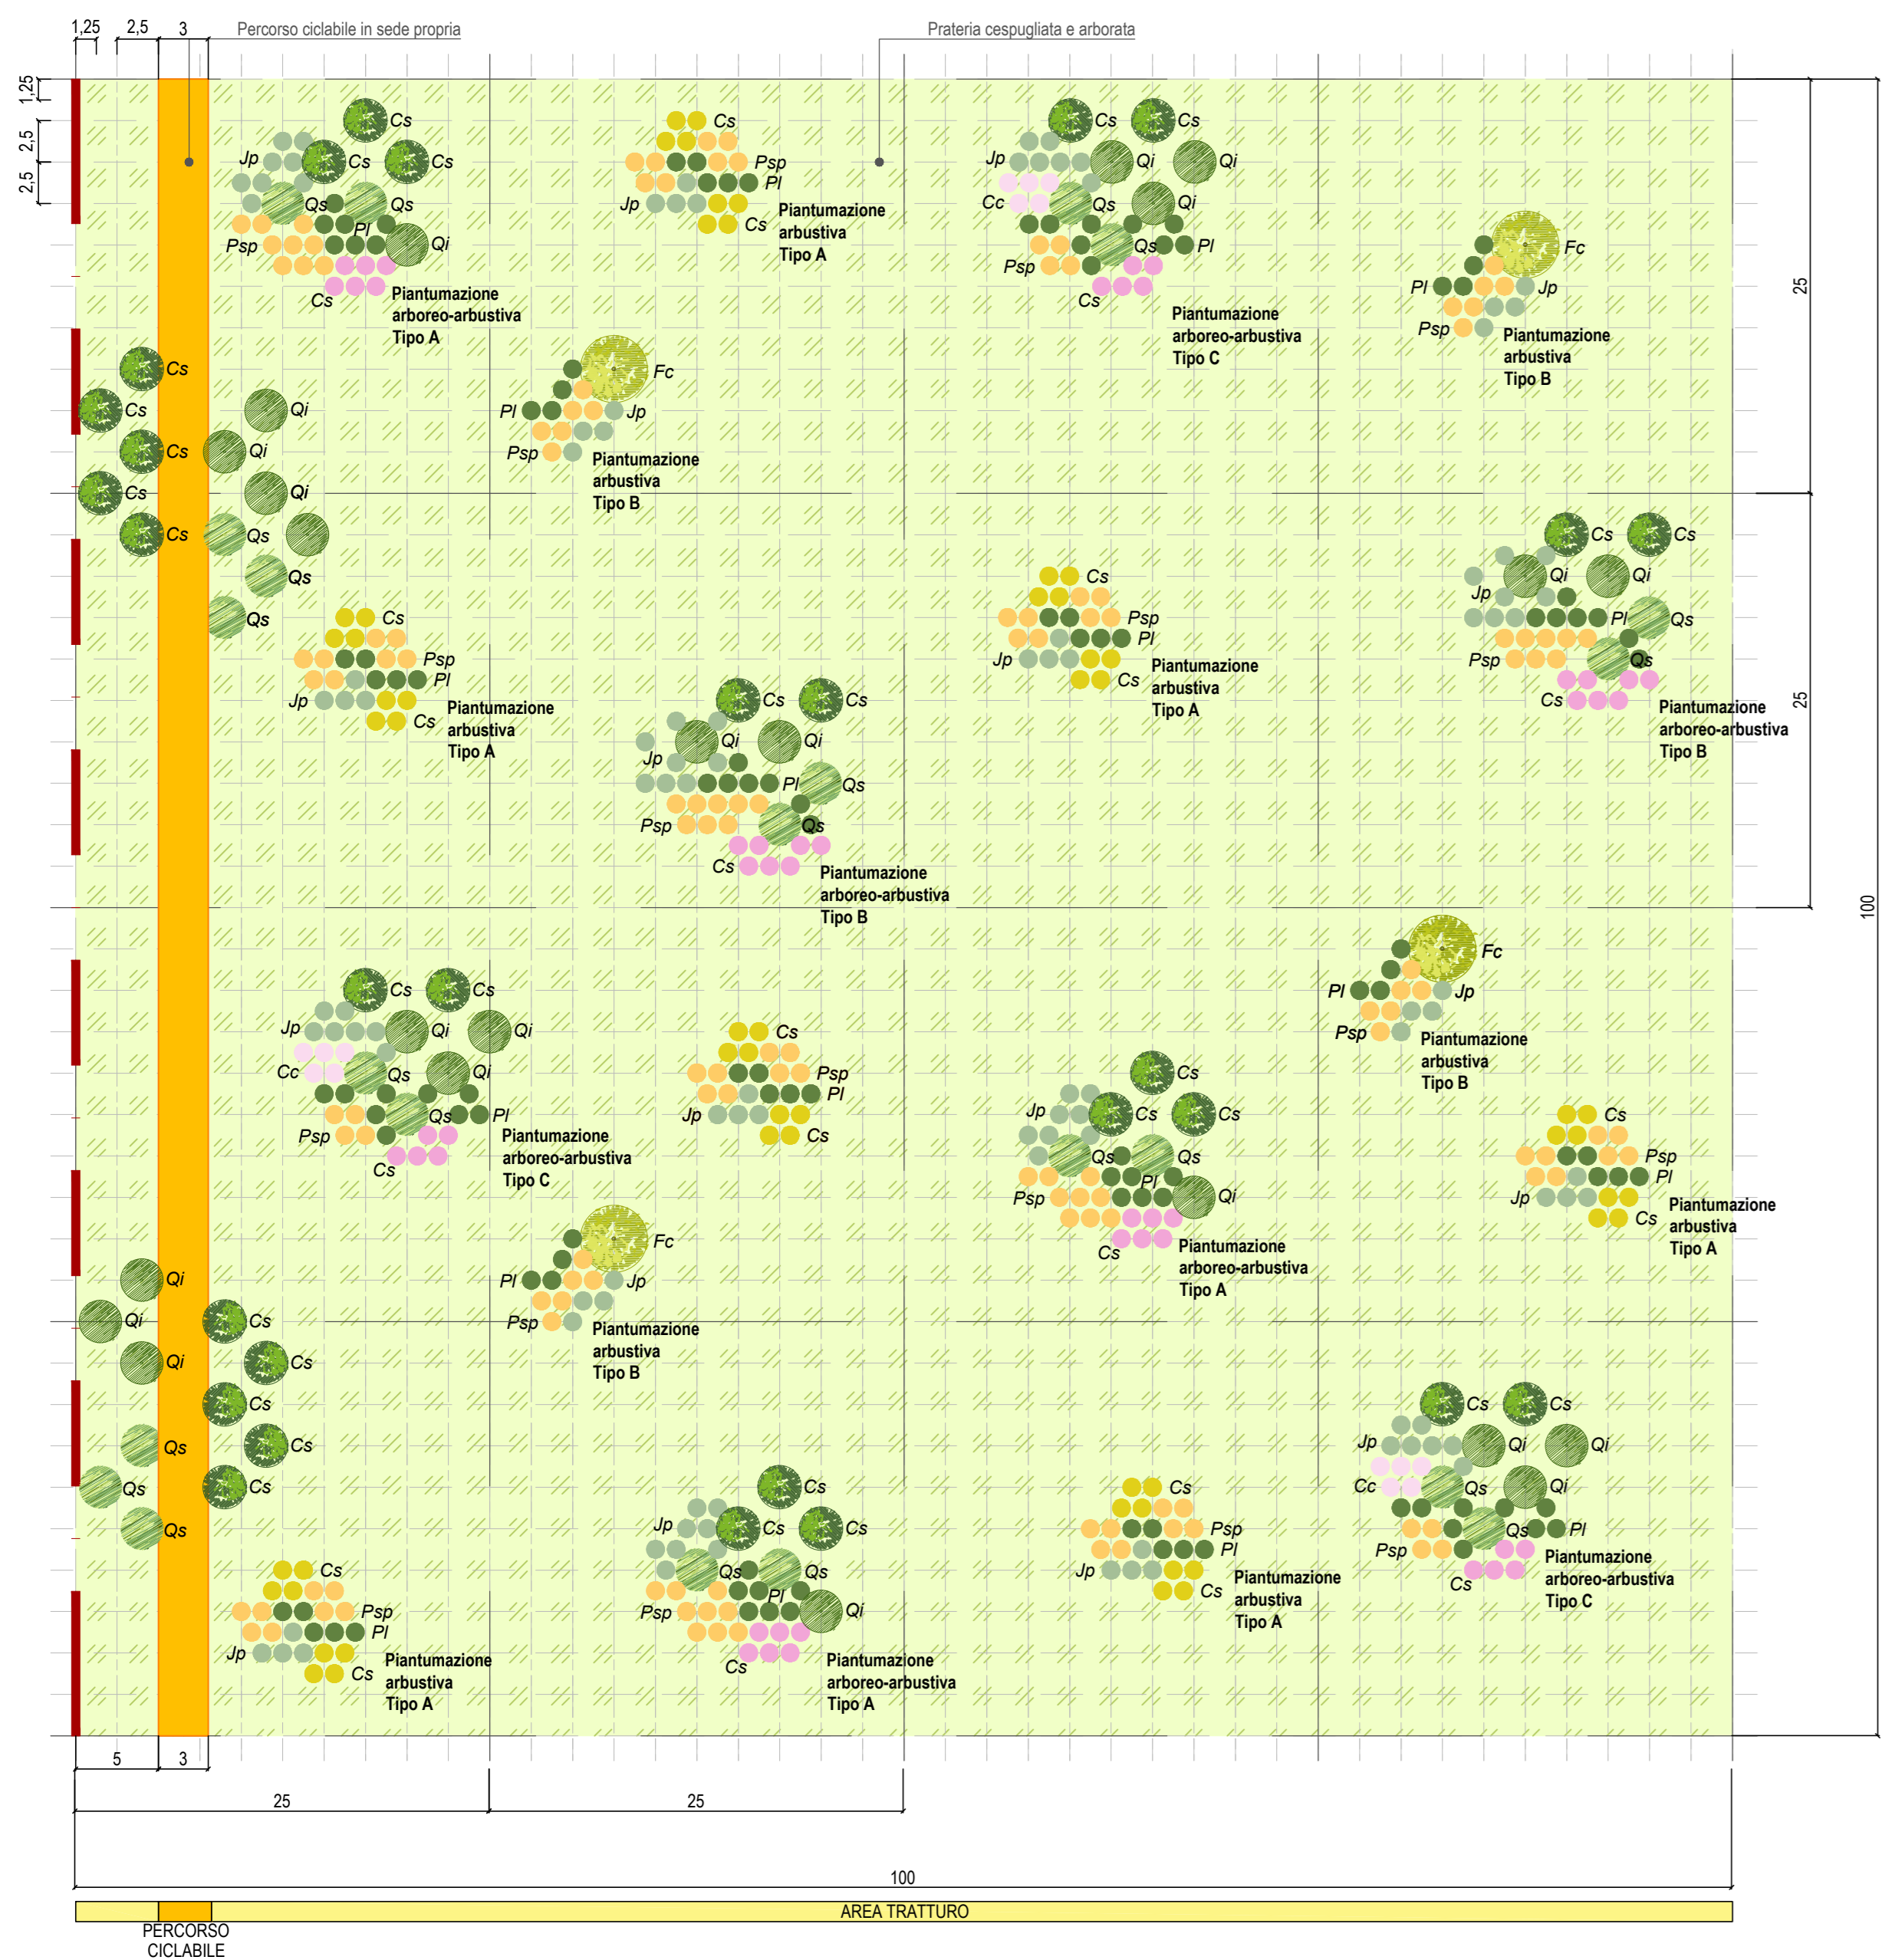 1,25
2,5
3
Percorso ciclabile in sede propria
Prateria cespugliata e arborata
1,25
2,5
2,5
Cs
Jp
Cs
Cs
Qs
Qs
Pl
Psp
Qi
Cs
Piantumazione
arboreo-arbustiva
Tipo A
Cs
Psp
Pl
Jp
Cs
Piantumazione
arbustiva
Tipo A
Cs
Cs
Jp
Qi
Qi
Cc
Qs
Qi
Qs
Pl
Psp
Cs
Piantumazione
arboreo-arbustiva
Tipo C
Fc
Pl
Jp
Psp
Piantumazione
arbustiva
Tipo B
25
Cs
Cs
Cs
Cs
Cs
Qi
Qi
Qi
Qs
Qs
Qs
Fc
Pl
Jp
Psp
Piantumazione
arbustiva
Tipo B
Cs
Psp
Pl
Jp
Cs
Piantumazione
arbustiva
Tipo A
Cs
Cs
Qi
Qi
Jp
Pl
Qs
Psp
Qs
Cs
Piantumazione
arboreo-arbustiva
Tipo B
Cs
Psp
Pl
Jp
Cs
Piantumazione
arbustiva
Tipo A
Cs
Cs
Qi
Qi
Jp
Pl
Qs
Psp
Qs
Cs
Piantumazione
arboreo-arbustiva
Tipo B
25
100
Cs
Cs
Jp
Qi
Qi
Cc
Qs
Qi
Qs
Pl
Psp
Cs
Piantumazione
arboreo-arbustiva
Tipo C
Cs
Psp
Pl
Jp
Cs
Fc
Pl
Jp
Psp
Piantumazione
arbustiva
Tipo B
Cs
Jp
Cs
Cs
Qs
Qs
Pl
Psp
Qi
Cs
Piantumazione
arboreo-arbustiva
Tipo A
Cs
Psp
Pl
Jp
Cs
Piantumazione
arbustiva
Tipo A
Fc
Pl
Jp
Psp
Piantumazione
arbustiva
Tipo B
Qi
Qi
Qi
Qs
Qs
Qs
Cs
Cs
Cs
Cs
Cs
Cs
Psp
Pl
Jp
Cs
Piantumazione
arbustiva
Tipo A
Cs
Jp
Cs
Cs
Qs
Qs
Pl
Psp
Qi
Cs
Piantumazione
arboreo-arbustiva
Tipo A
Cs
Psp
Pl
Jp
Cs
Piantumazione
arbustiva
Tipo A
Cs
Cs
Jp
Qi
Qi
Cc
Qs
Qi
Qs
Pl
Psp
Cs
Piantumazione
arboreo-arbustiva
Tipo C
5
3
25
25
100
AREA TRATTURO
PERCORSO
CICLABILE